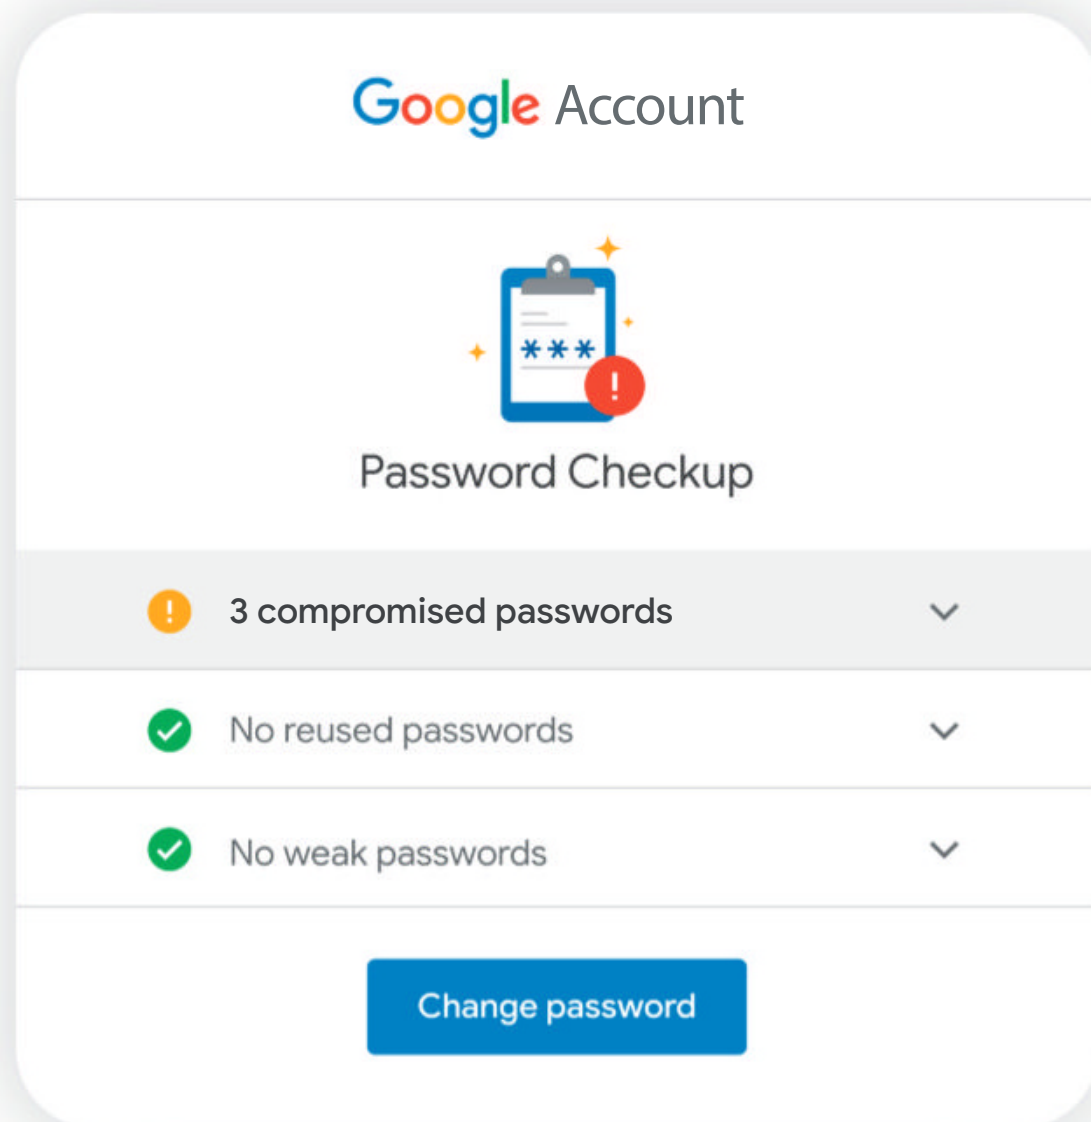 Google Account
***
Password Checkup
3 compromised passwords
No reused passwords
No weak passwords
Change password